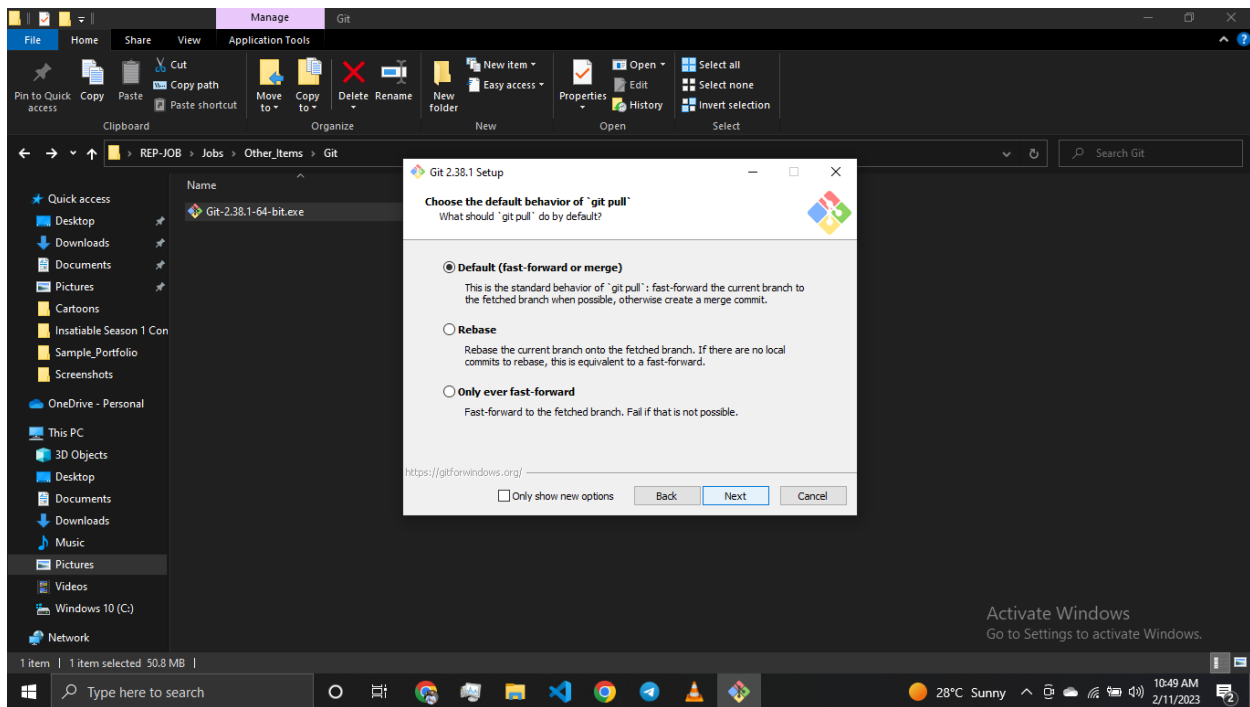 Manage
Git
File
Home
Share
View
Application Tools
Pin to Quick access
Copy
Paste
Cut
Copy path
Paste shortcut
Move to
Copy to
Delete
Rename
New folder
New item
Easy access
Properties
Open
Edit
History
Select all
Select none
Invert selection
Clipboard
Organize
New
Open
Select
REP-JOB > Jobs > Other_Items > Git
Search Git
Name
Git-2.38.1-64-bit.exe
Quick access
Desktop
Downloads
Documents
Pictures
Cartoons
Insatiable Season 1 Con
Sample_Portfolio
Screenshots
OneDrive - Personal
This PC
3D Objects
Desktop
Documents
Downloads
Music
Pictures
Videos
Windows 10 (C:)
Network
Git 2.38.1 Setup
Choose the default behavior of `git pull`
What should `git pull` do by default?
Default (fast-forward or merge)
This is the standard behavior of `git pull`: fast-forward the current branch to
the fetched branch when possible, otherwise create a merge commit.
Rebase
Rebase the current branch onto the fetched branch. If there are no local
commits to rebase, this is equivalent to a fast-forward.
Only ever fast-forward
Fast-forward to the fetched branch. Fail if that is not possible.
https://gitforwindows.org/
Only show new options
Back
Next
Cancel
Activate Windows
Go to Settings to activate Windows.
1 item
1 item selected 50.8 MB
Type here to search
28°C Sunny
10:49 AM
2/11/2023
2